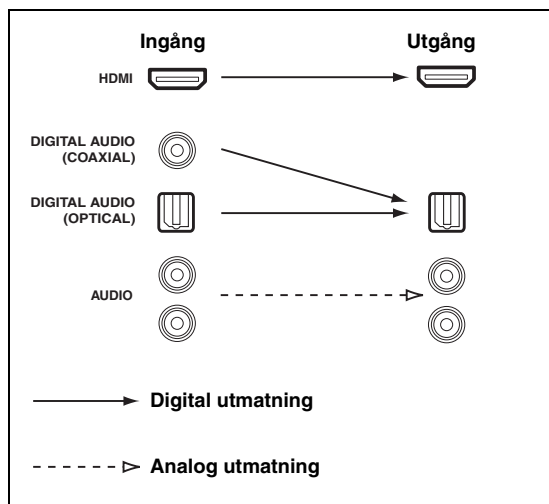 Ingång Utgång
HDMI
DIGITAL AUDIO
(COAXIAL)
DIGITAL AUDIO
(OPTICAL)
AUDIO
Digital utmatning
Analog utmatning